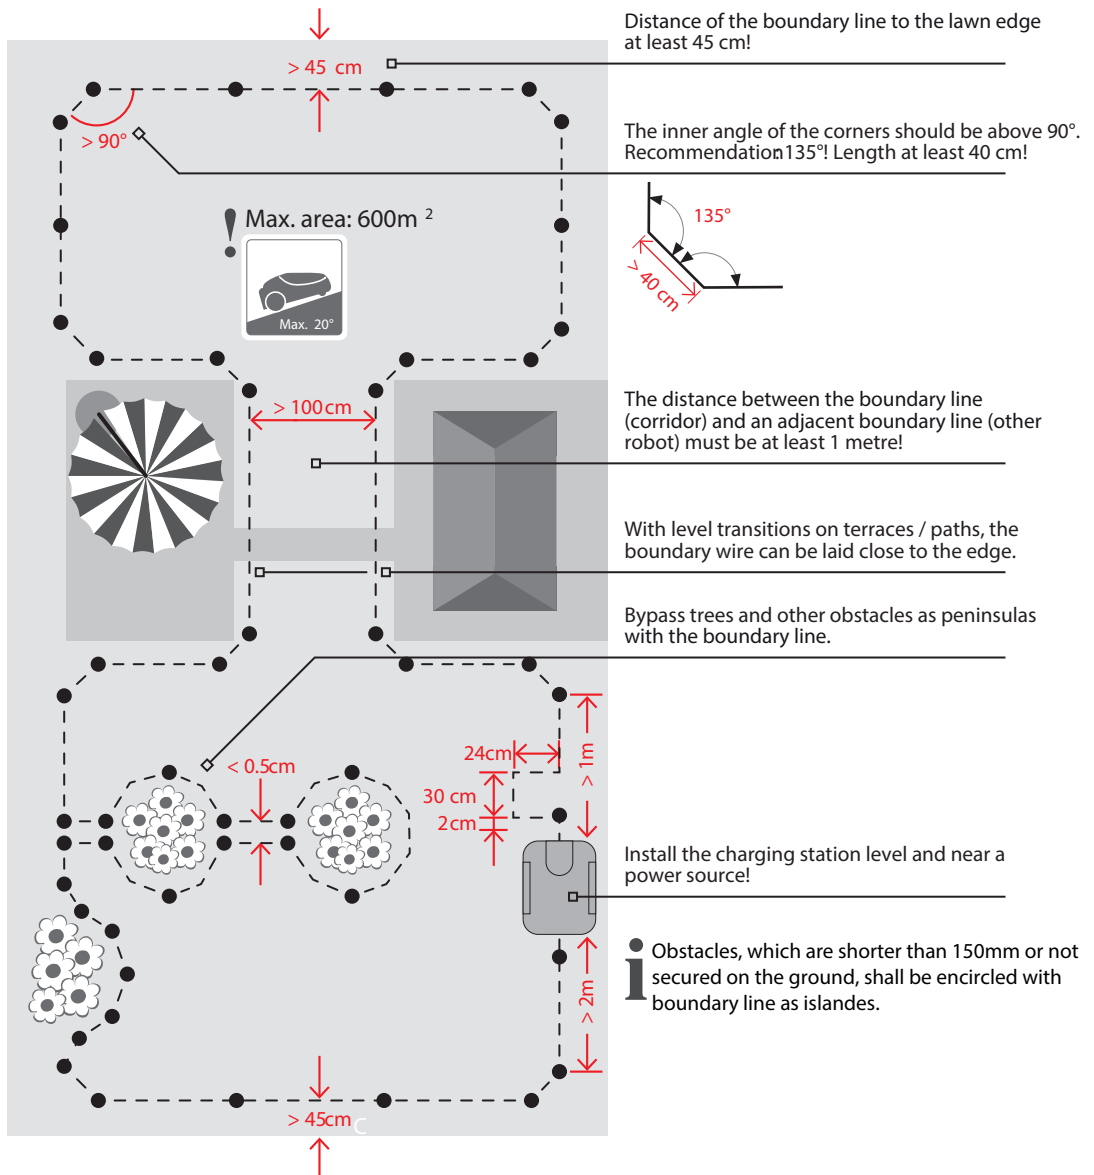 Distance of the boundary line to the lawn edge
at least 45 cm!
> 45 cm
> 90°
The inner angle of the corners should be above 90°.
Recommendation:135°! Length at least 40 cm!
135°
> 40 cm
Max. area: 600m 2
Max. 20°
> 100cm
The distance between the boundary line
(corridor) and an adjacent boundary line (other
robot) must be at least 1 metre!
With level transitions on terraces / paths, the
boundary wire can be laid close to the edge.
Bypass trees and other obstacles as peninsulas
with the boundary line.
24cm
> 1m
< 0.5cm
30 cm
2cm
Install the charging station level and near a
power source!
i
Obstacles, which are shorter than 150mm or not
secured on the ground, shall be encircled with
boundary line as islandes.
> 2m
> 45cm
C